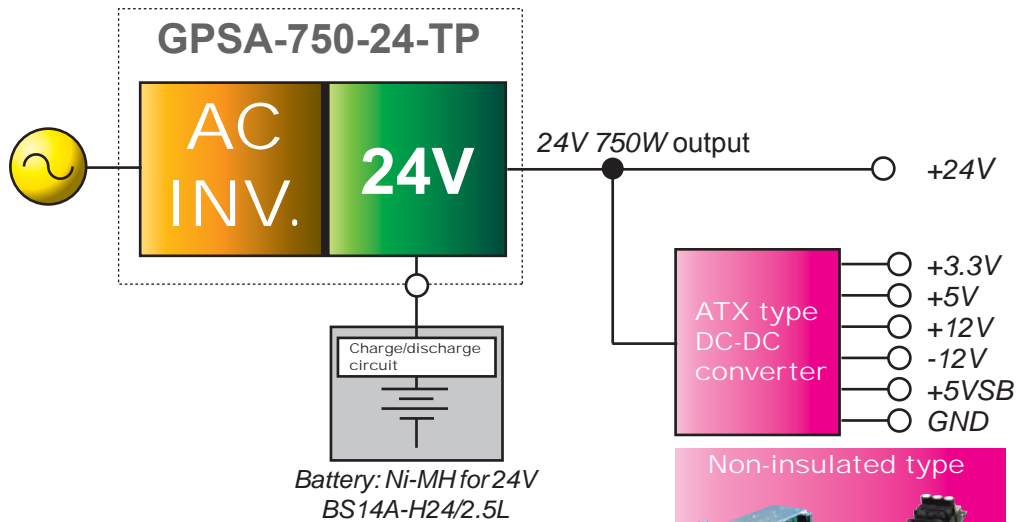 GPSA-750-24-TP
AC
INV.
24V
24V 750W output
+24V
ATX type
DC-DC
converter
+3.3V
+5V
+12V
-12V
+5VSB
GND
Charge/discharge
circuit
Battery: Ni-MH for 24V
BS14A-H24/2.5L
Non-insulated type